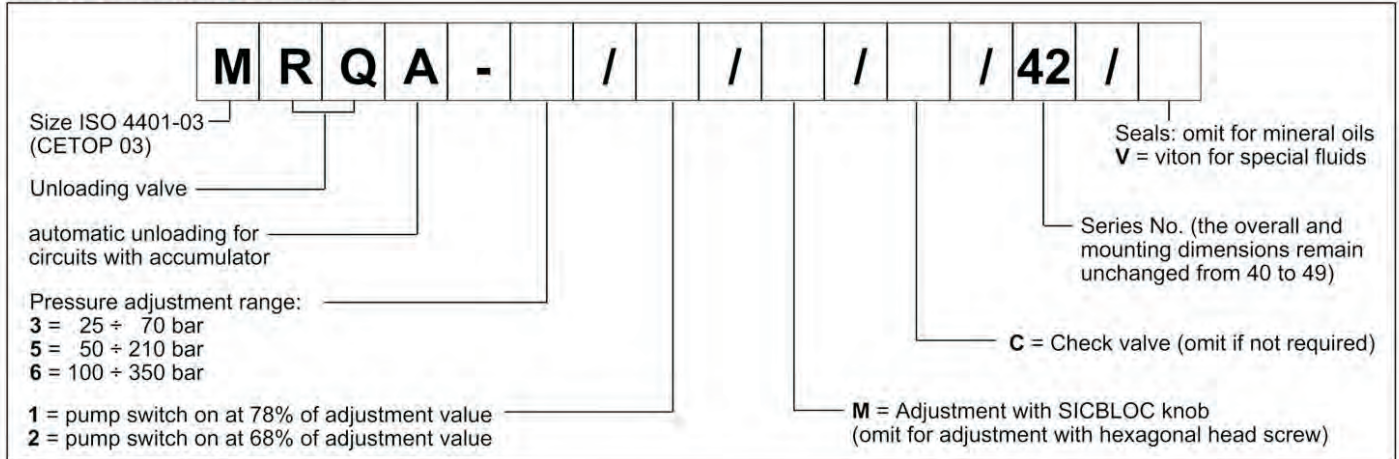 M R Q A - / / / / 42 /
Size ISO 4401-03
(CETOP 03)
Unloading valve
automatic unloading for
circuits with accumulator
Pressure adjustment range:
3 = 25 ÷ 70 bar
5 = 50 ÷ 210 bar
6 = 100 ÷ 350 bar
1 = pump switch on at 78% of adjustment value
2 = pump switch on at 68% of adjustment value
Seals: omit for mineral oils
V = viton for special fluids
Series No. (the overall and
mounting dimensions remain
unchanged from 40 to 49)
C = Check valve (omit if not required)
M = Adjustment with SICBLOC knob
(omit for adjustment with hexagonal head screw)